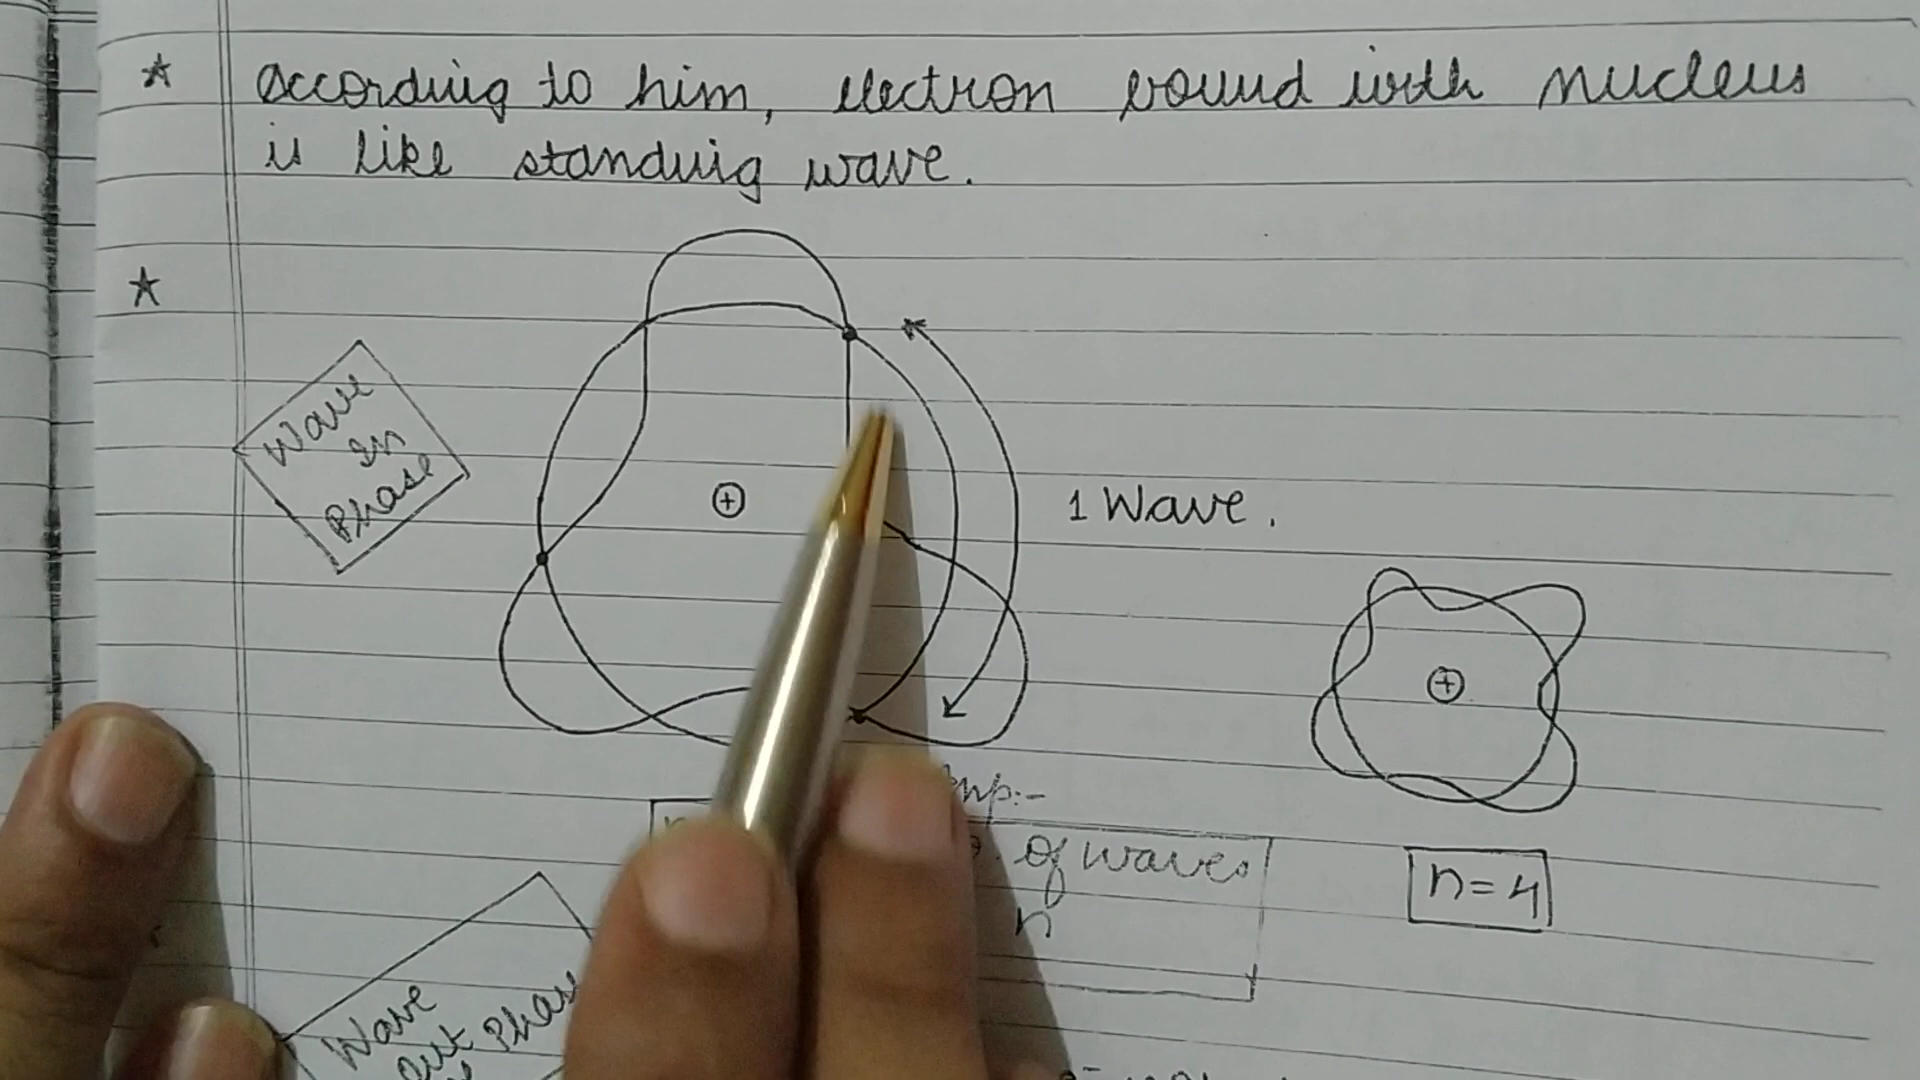 According to him, electron bound with nucleus
is like standing wave.
Wave
In
Phase
+
1 Wave.
+
Imp:-
of waves
n
n=4
Wave
out Phase